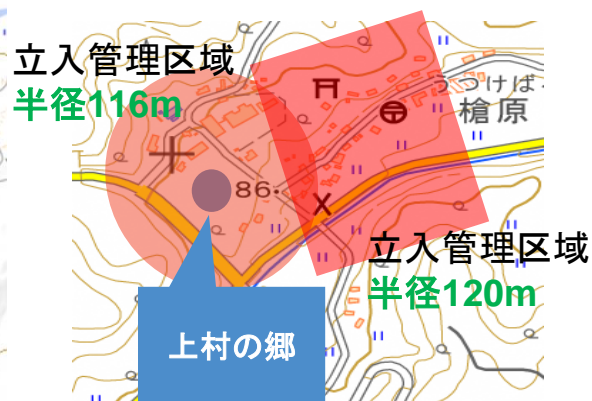 立入管理区域
半径116m
うつけば
槍原
86
立入管理区域
半径120m
上村の郷